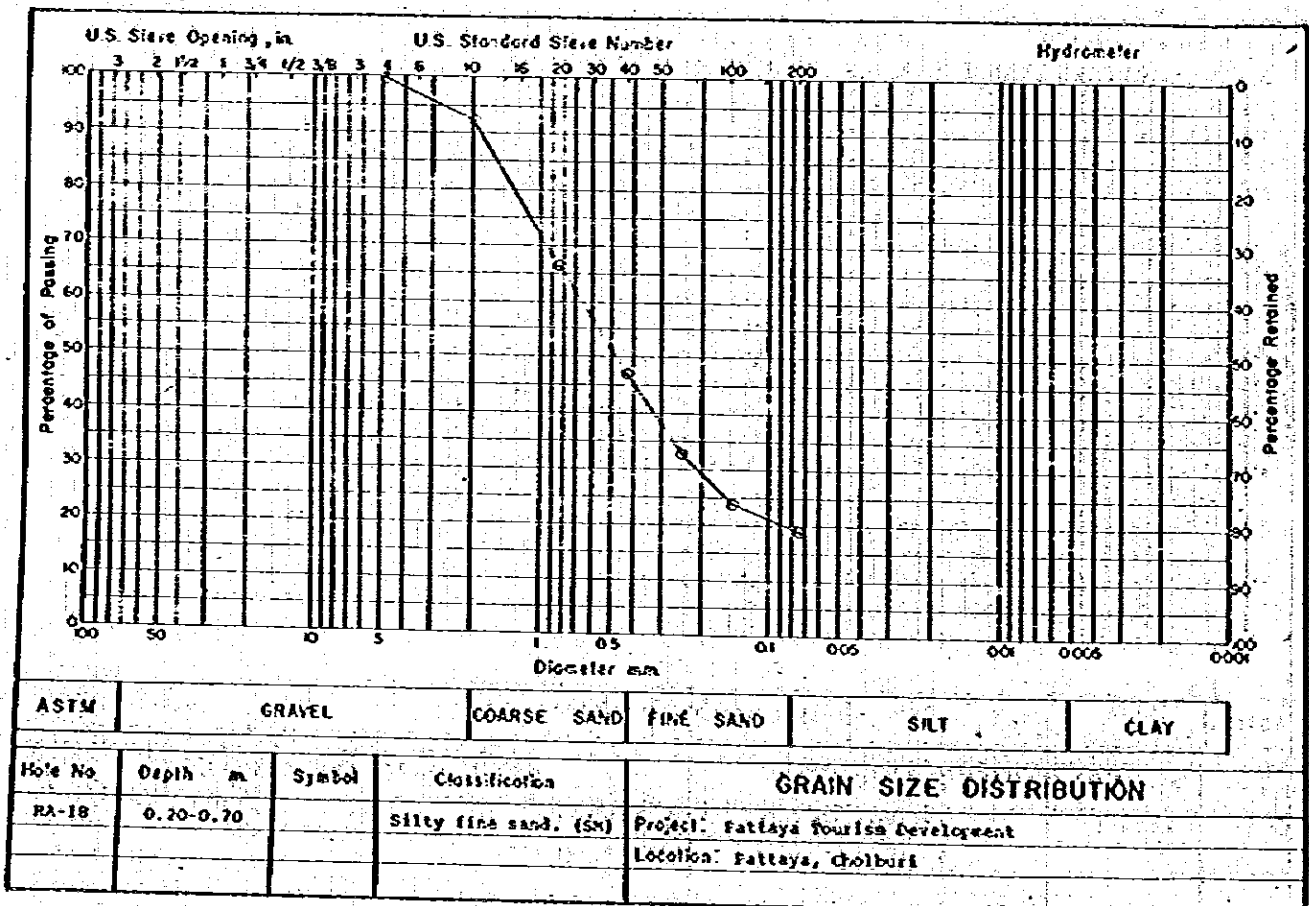 U.S. Sieve Opening, in. U.S. Standard Sieve Number Hydrometer
3 2 1 1/2 1 3/4 1/2 3/8 3 4 6 10 16 20 30 40 50 100 200
100 0
90 10
80 20
70 30
60 40
50 50
40 60
30 70
20 80
10 90
0 100
Percentage of Passing
Percentage Retained
100 50 10 5 1 0.5 0.1 0.05 0.01 0.005 0.001
Diameter mm
ASTM GRAVEL COARSE SAND FINE SAND SILT CLAY
Hole No. Depth m. Symbol Classification GRAIN SIZE DISTRIBUTION
RA-18 0.20-0.70 Silty fine sand. (SM) Project: Pattaya Tourism Development
Location: Pattaya, Cholburi